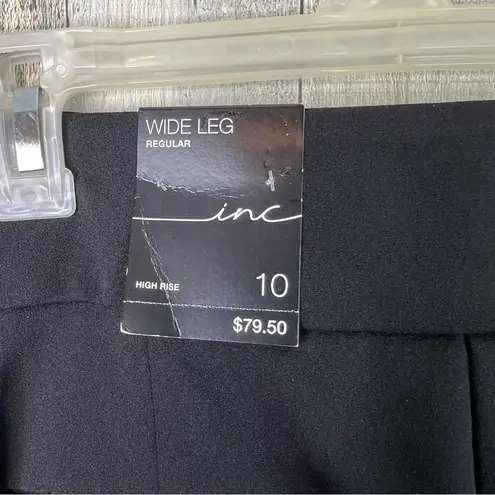 WIDE LEG
REGULAR
inc
HIGH RISE
10
$79.50